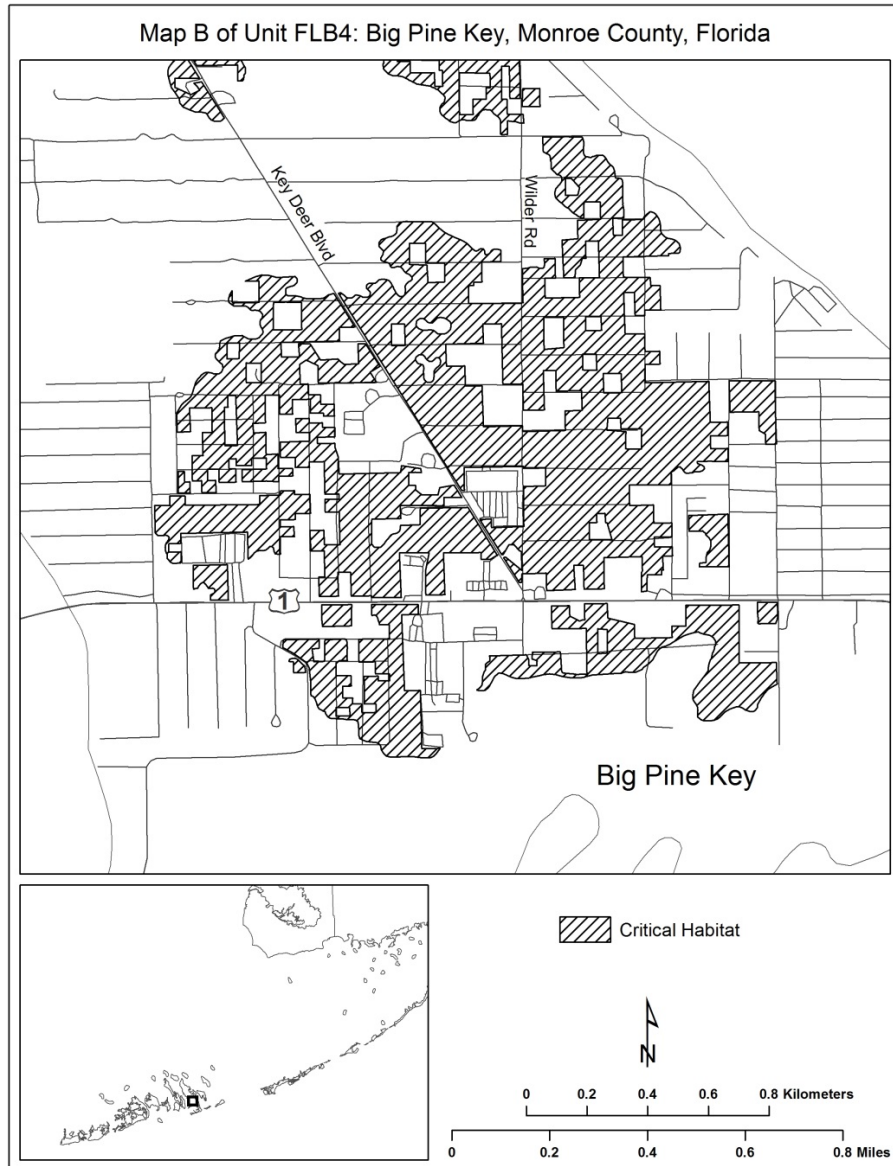 Map B of Unit FLB4: Big Pine Key, Monroe County, Florida
Key Deer Blvd
Wilder Rd
1
Big Pine Key
Critical Habitat
N
0 0.2 0.4 0.6 0.8 Kilometers
0 0.2 0.4 0.6 0.8 Miles